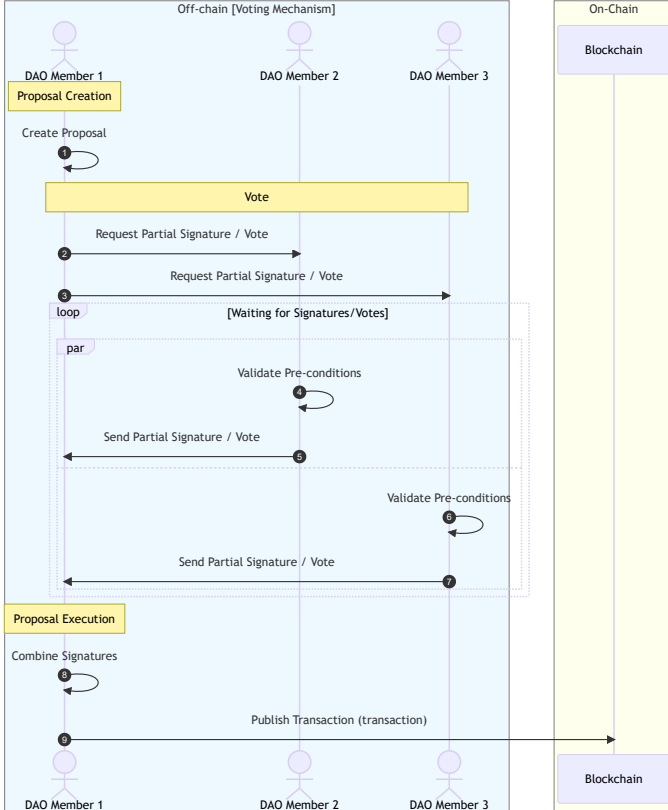 Off-chain [Voting Mechanism]
On-Chain
DAO Member 1
DAO Member 2
DAO Member 3
Blockchain
Proposal Creation
Create Proposal
1
Vote
Request Partial Signature / Vote
2
Request Partial Signature / Vote
3
loop
[Waiting for Signatures/Votes]
par
Validate Pre-conditions
4
Send Partial Signature / Vote
5
Validate Pre-conditions
6
Send Partial Signature / Vote
7
Proposal Execution
Combine Signatures
8
Publish Transaction (transaction)
9
DAO Member 1
DAO Member 2
DAO Member 3
Blockchain